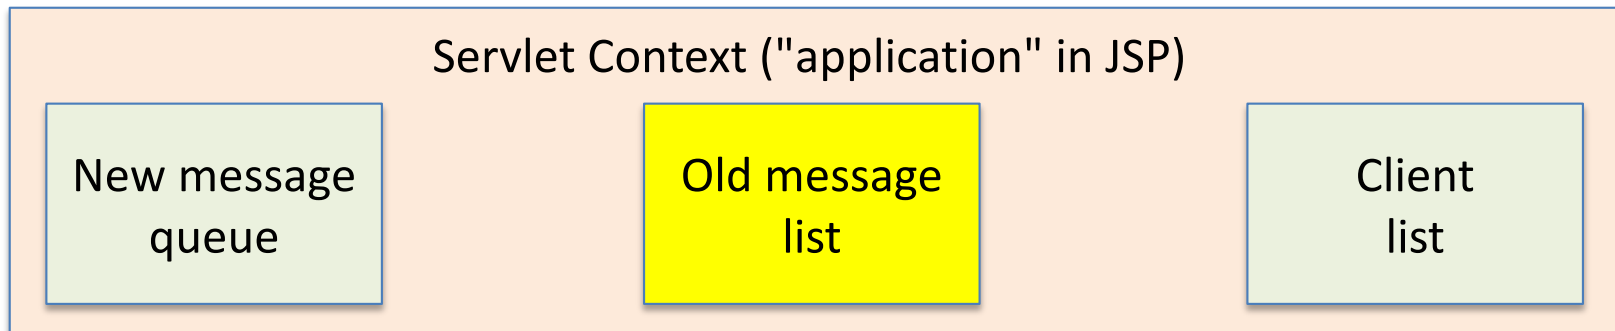 Servlet Context ("application" in JSP)
New message
queue
Old message
list
Client
list